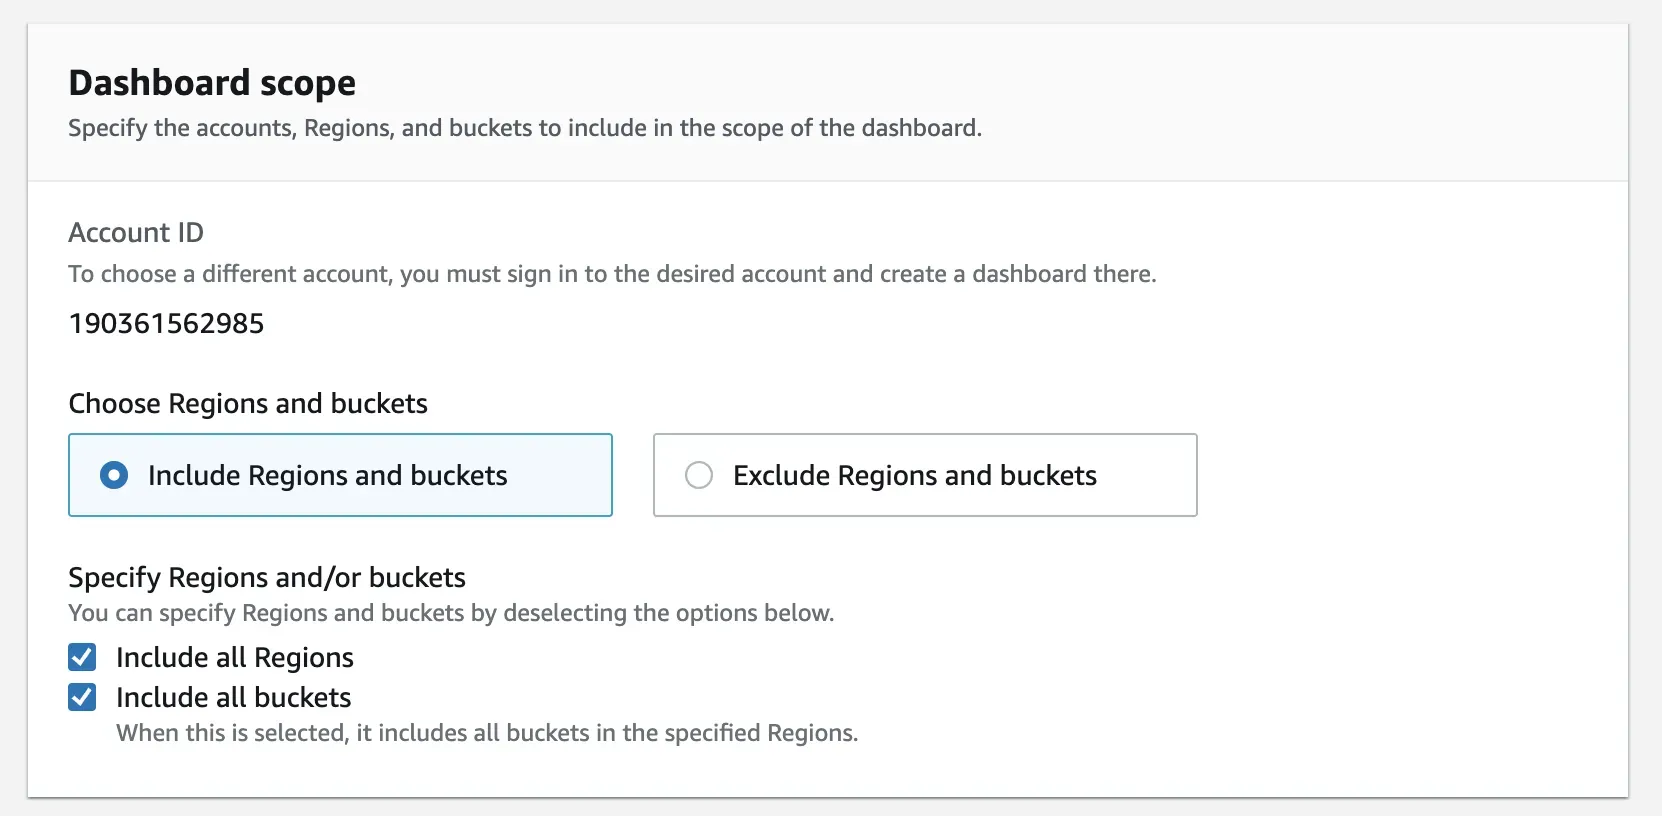 Dashboard scope
Specify the accounts, Regions, and buckets to include in the scope of the dashboard.
Account ID
To choose a different account, you must sign in to the desired account and create a dashboard there.
190361562985
Choose Regions and buckets
Include Regions and buckets
Exclude Regions and buckets
Specify Regions and/or buckets
You can specify Regions and buckets by deselecting the options below.
Include all Regions
Include all buckets
When this is selected, it includes all buckets in the specified Regions.